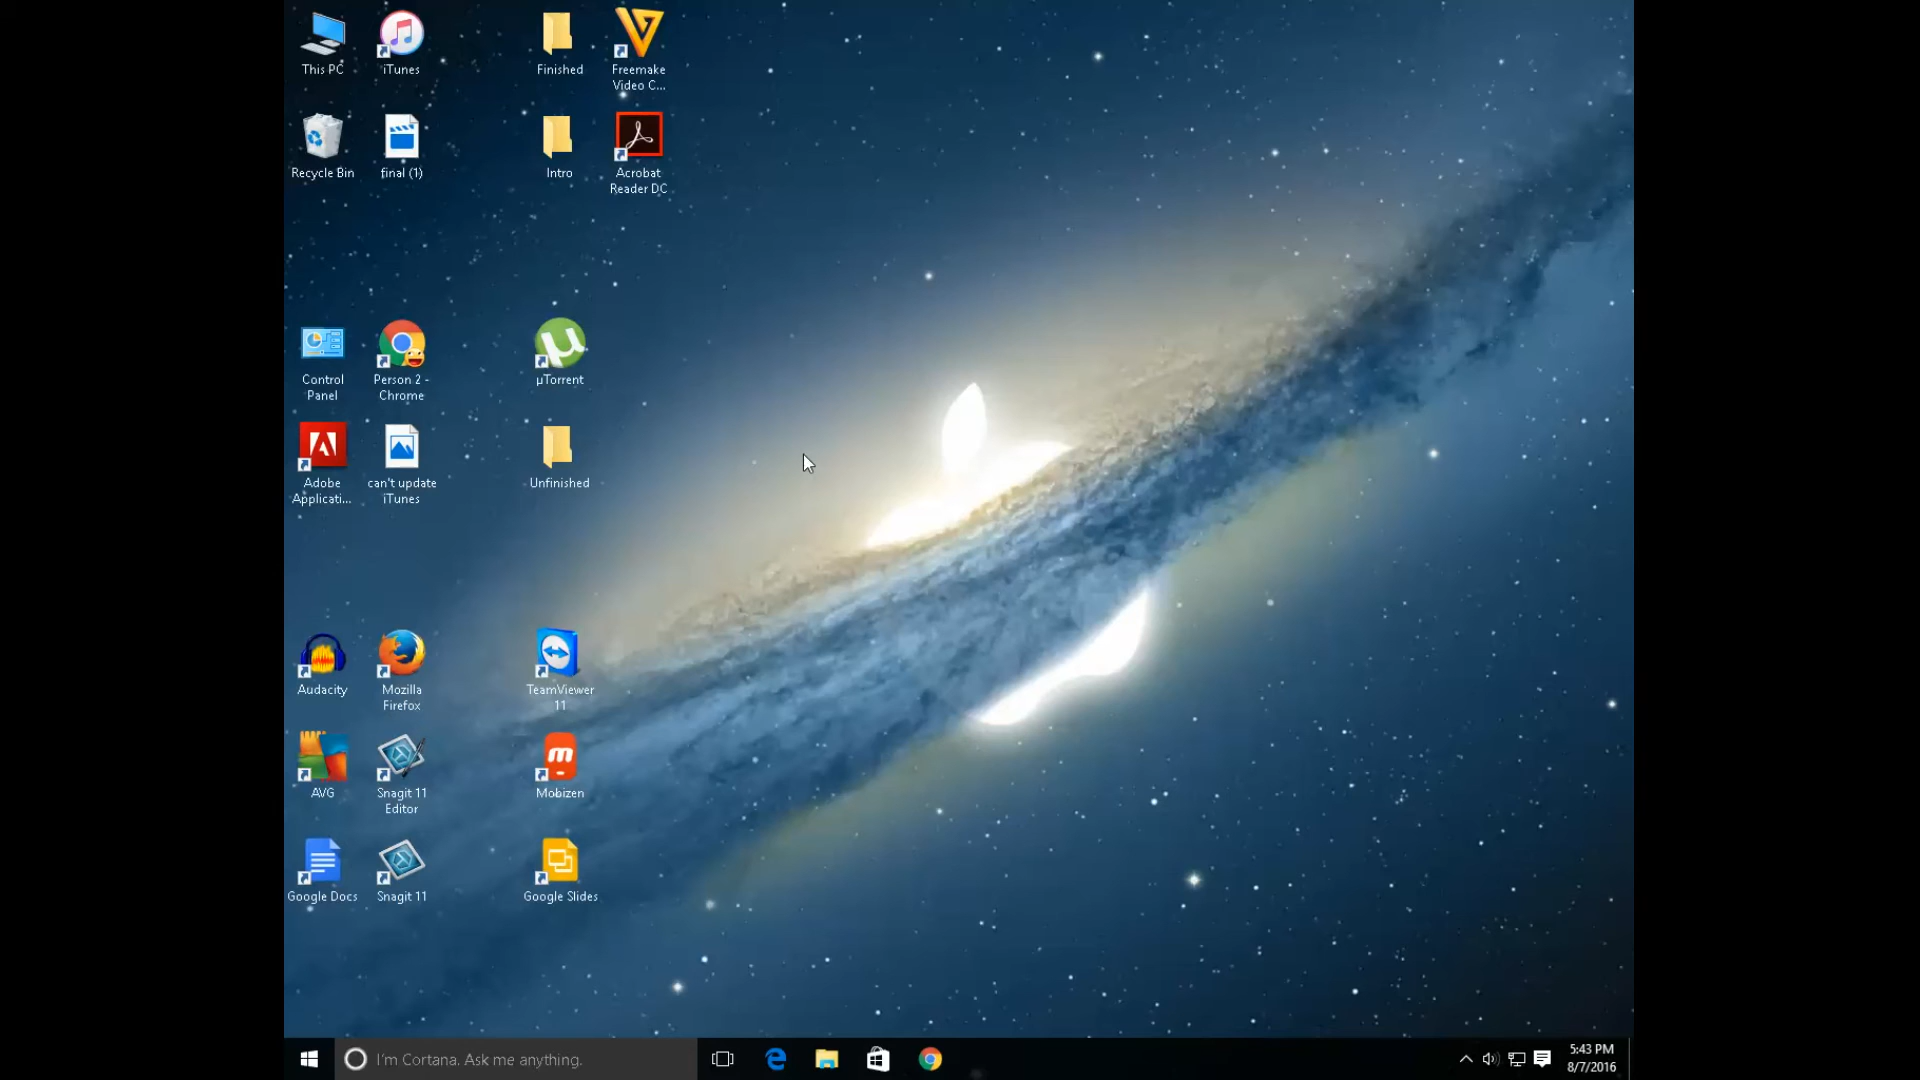 This PC
iTunes
Finished
Freemake
Video C...
Recycle Bin
final (1)
Intro
Acrobat
Reader DC
Control
Panel
Person 2 -
Chrome
µTorrent
Adobe
Applicati...
can't update
iTunes
Unfinished
Audacity
Mozilla
Firefox
TeamViewer
11
AVG
Snagit 11
Editor
Mobizen
Google Docs
Snagit 11
Google Slides
I'm Cortana. Ask me anything.
5:43 PM
8/7/2016